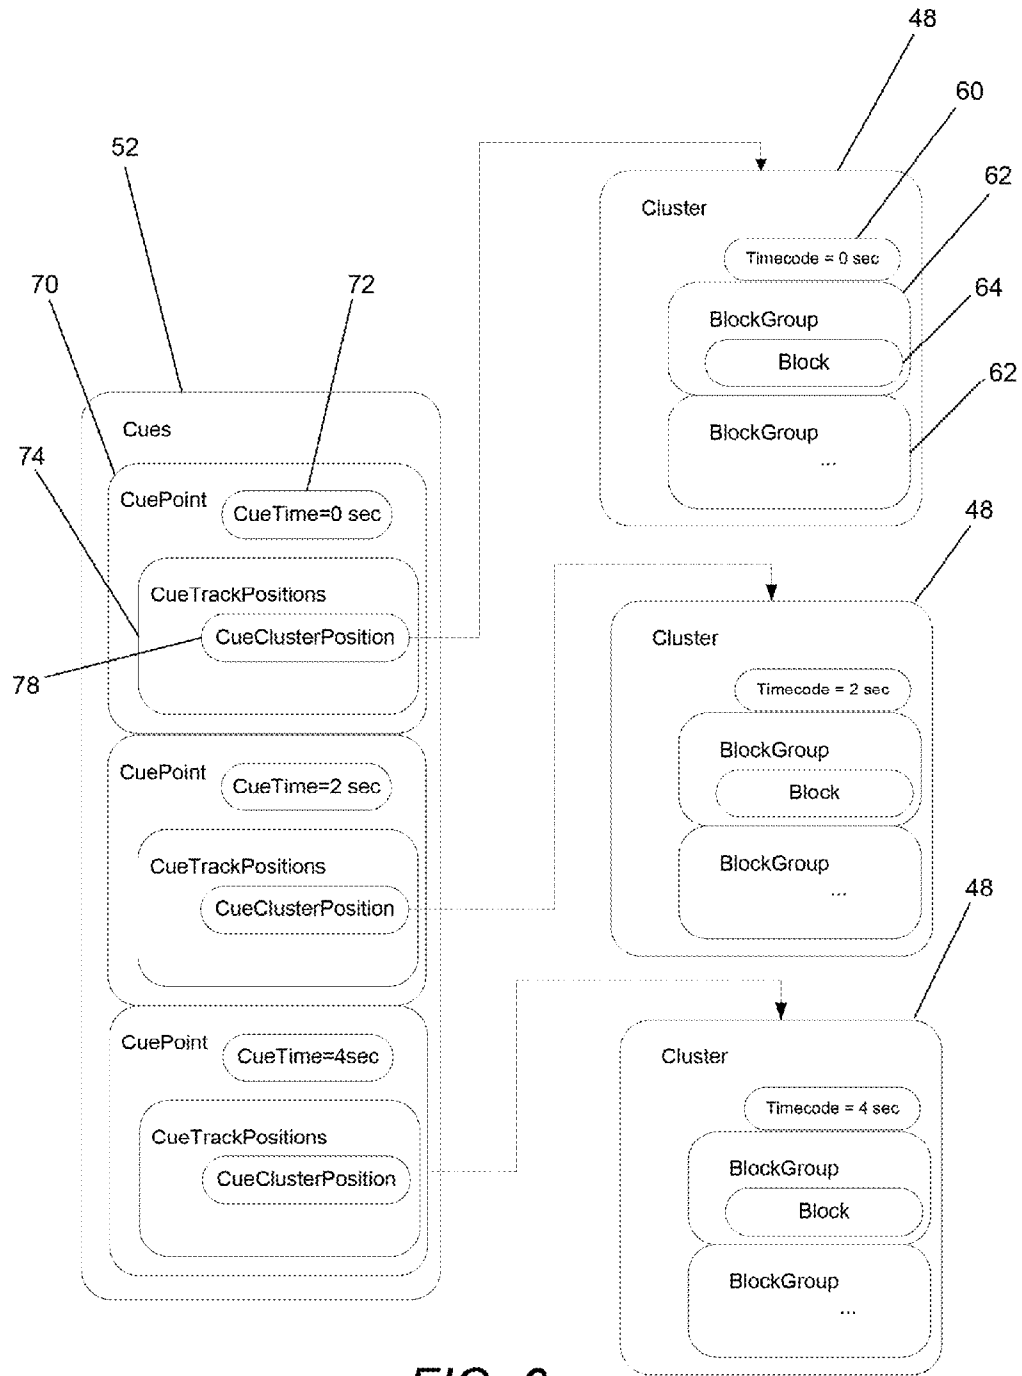 48
60
52
62
Cluster
Timecode = 0 sec
70
72
64
BlockGroup
Block
62
Cues
BlockGroup
...
74
CuePoint
CueTime=0 sec
48
CueTrackPositions
CueClusterPosition
Cluster
78
Timecode = 2 sec
BlockGroup
CuePoint
CueTime=2 sec
Block
CueTrackPositions
BlockGroup
...
48
CueClusterPosition
CuePoint
CueTime=4sec
Cluster
Timecode = 4 sec
CueTrackPositions
BlockGroup
CueClusterPosition
Block
BlockGroup
...
FIG.